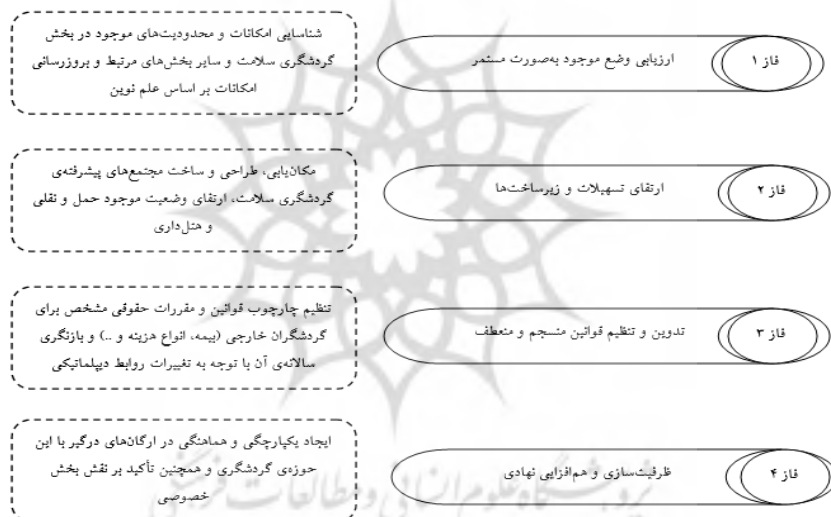 فاز ۱
ارزیابی وضع موجود به‌صورت مستمر
شناسایی امکانات و محدودیت‌های موجود در بخش
گردشگری سلامت و سایر بخش‌های مرتبط و بروزرسانی
امکانات بر اساس علم نوین
فاز ۲
ارتقای تسهیلات و زیرساخت‌ها
مکان‌یابی، طراحی و ساخت مجتمع‌های پیشرفته‌ی
گردشگری سلامت، ارتقای وضعیت موجود حمل و نقلی
و هتل‌داری
فاز ۳
تدوین و تنظیم قوانین منسجم و منعطف
تنظیم چارچوب قوانین و مقررات حقوقی مشخص برای
گردشگران خارجی (بیمه، انواع هزینه و ..) و بازنگری
سالانه‌ی آن با توجه به تغییرات روابط دیپلماتیکی
فاز ۴
ظرفیت‌سازی و هم‌افزایی نهادی
ایجاد یکپارچگی و هماهنگی در ارگان‌های درگیر با این
حوزه‌ی گردشگری و همچنین تأکید بر نقش بخش
خصوصی
پژوهشگاه علوم انسانی و مطالعات فرهنگی